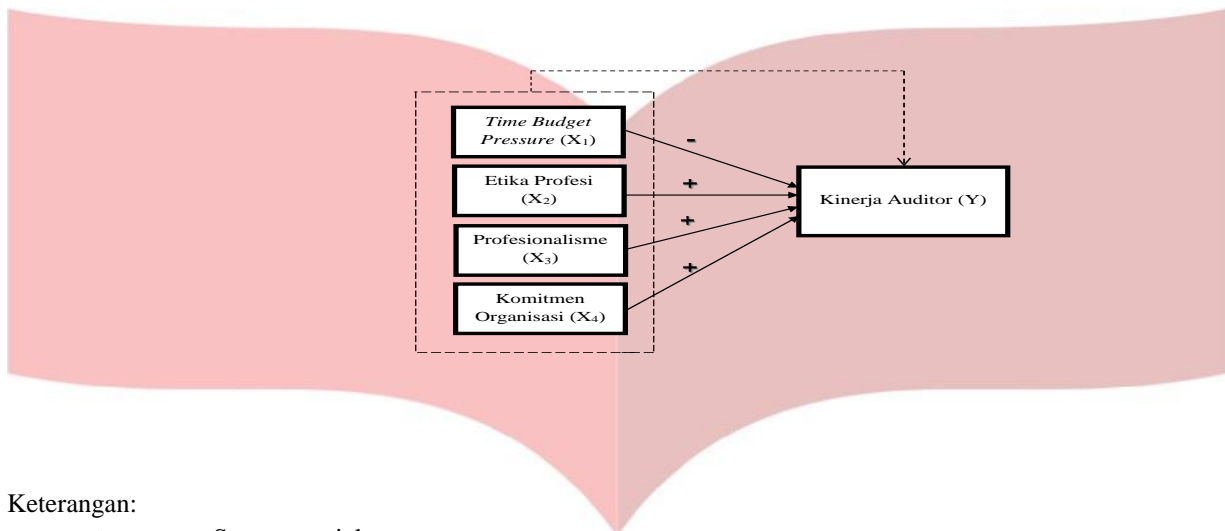 Time Budget
Pressure (X₁)
-
Etika Profesi
(X₂)
+
Kinerja Auditor (Y)
Profesionalisme
(X₃)
+
Komitmen
Organisasi (X₄)
+
Keterangan: